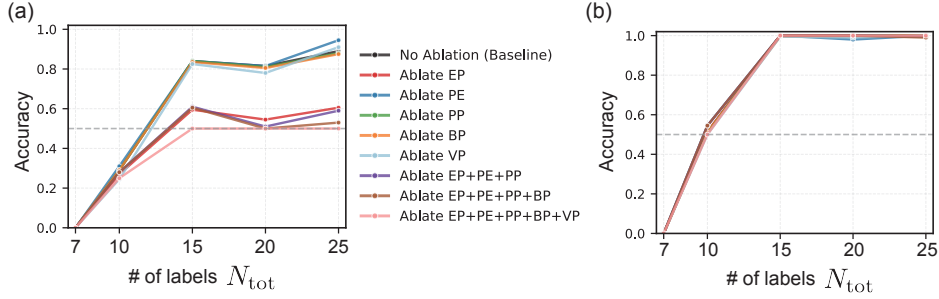 (a)
1.0
0.8
0.6
0.4
0.2
0.0
Accuracy
7 10 15 20 25
# of labels N_tot
No Ablation (Baseline)
Ablate EP
Ablate PE
Ablate PP
Ablate BP
Ablate VP
Ablate EP+PE+PP
Ablate EP+PE+PP+BP
Ablate EP+PE+PP+BP+VP
(b)
1.0
0.8
0.6
0.4
0.2
0.0
Accuracy
7 10 15 20 25
# of labels N_tot